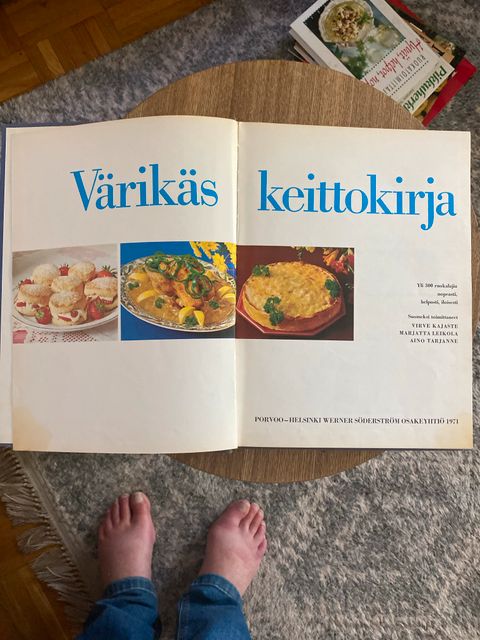 Värikäs keittokirja
Yli 300 ruokalajia
nopeasti,
helposti, iloisesti
Suomeksi toimittaneet
VIRVE KAJASTE
MARJATTA LEIKOLA
AINO TARJANNE
PORVOO—HELSINKI WERNER SÖDERSTRÖM OSAKEYHTIÖ 1971